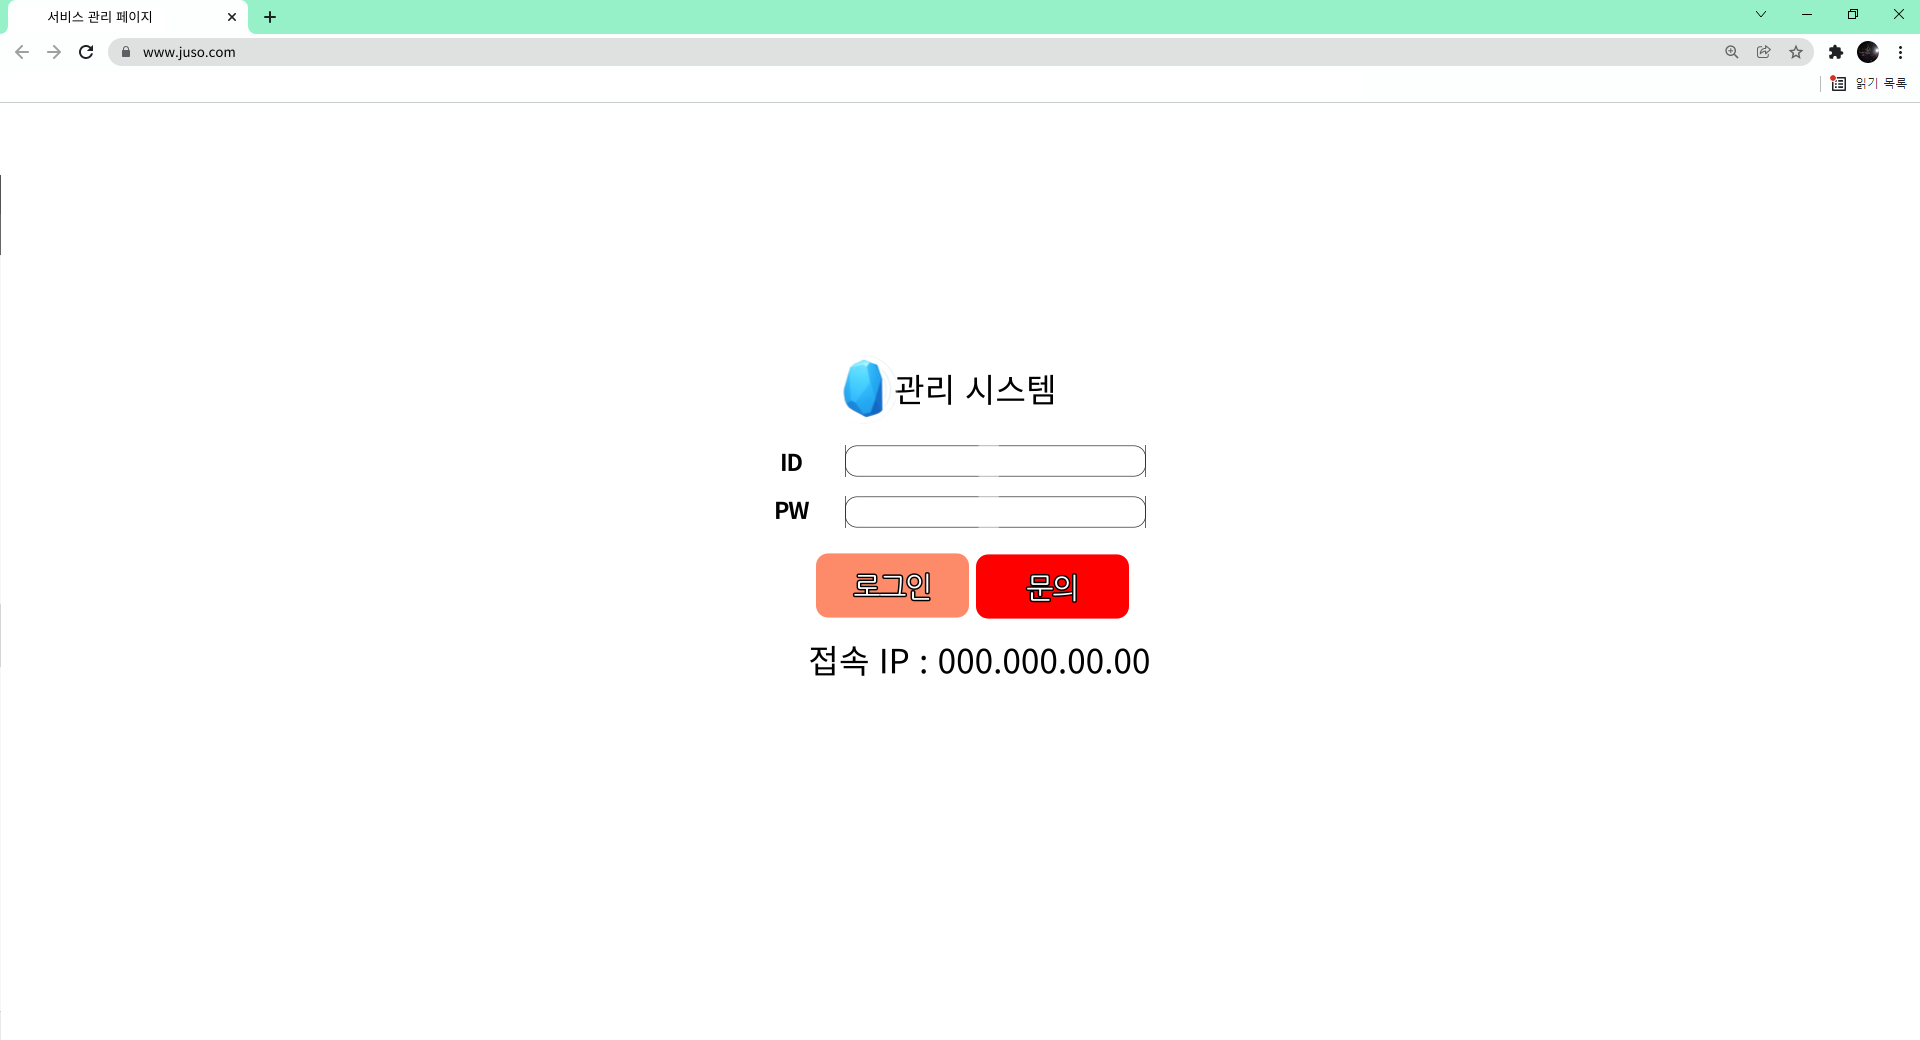 서비스 관리 페이지
www.juso.com
읽기 목록
관리 시스템
ID
PW
로그인 문의
접속 IP : 000.000.00.00